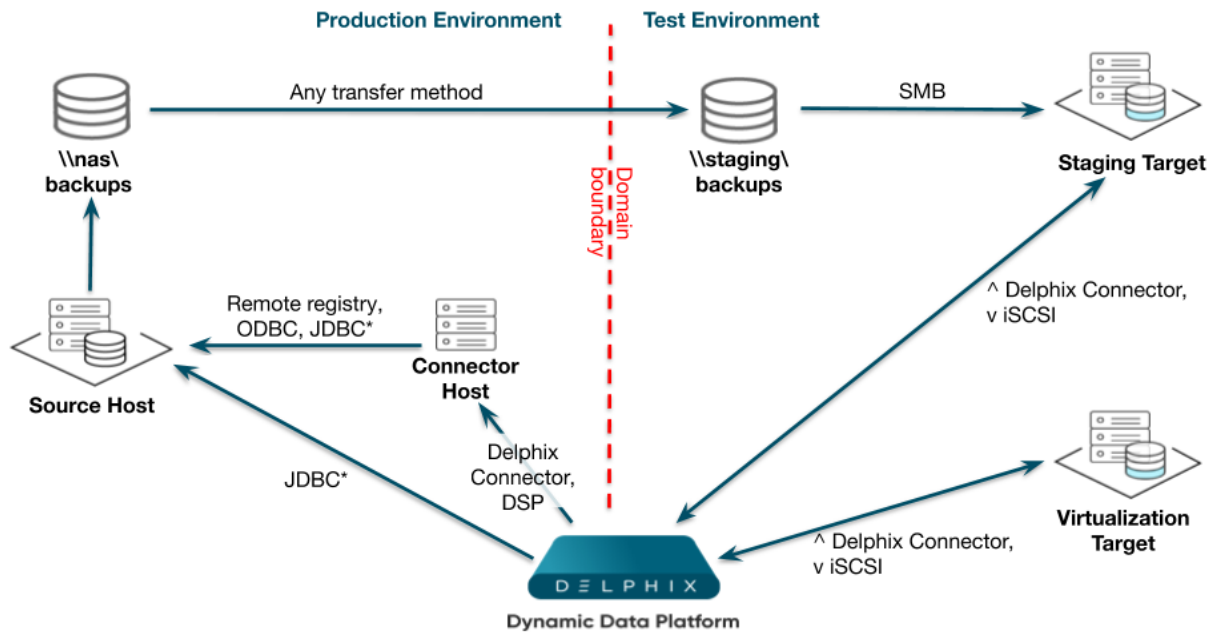 Production Environment
Test Environment
Any transfer method
SMB
\\nas\
backups
\\staging\
backups
Staging Target
Domain
boundary
^ Delphix Connector,
v iSCSI
Remote registry,
ODBC, JDBC*
Connector
Host
Source Host
Delphix
Connector,
DSP
JDBC*
Virtualization
Target
^ Delphix Connector,
v iSCSI
DELPHIX
Dynamic Data Platform